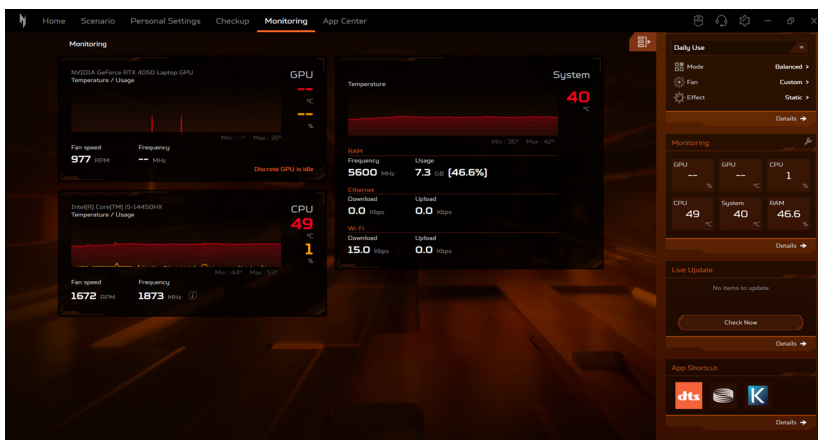 Home Scenario Personal Settings Checkup Monitoring App Center
Monitoring
NVIDIA GeForce RTX 4050 Laptop GPU
Temperature / Usage
GPU
--
°C
--
%
Min : --° Max : 38°
Fan speed Frequency
977 RPM -- MHz
Discrete GPU is idle
Intel(R) Core(TM) i5-14450HX
Temperature / Usage
CPU
49
°C
1
%
Min : 44° Max : 53°
Fan speed Frequency
1672 RPM 1873 MHz
System
Temperature
40
°C
Min : 36° Max : 42°
RAM
Frequency Usage
5600 MHz 7.3 GB (46.6%)
Ethernet
Download Upload
0.0 Kbps 0.0 Kbps
Wi-Fi
Download Upload
15.0 Kbps 0.0 Kbps
Daily Use
Mode Balanced >
Fan Custom >
Effect Static >
Details →
Monitoring
GPU GPU CPU
-- -- 1
% °C %
CPU System RAM
49 40 46.6
°C °C %
Details →
Live Update
No items to update
Check Now
Details →
App Shortcut
dts K
Details →